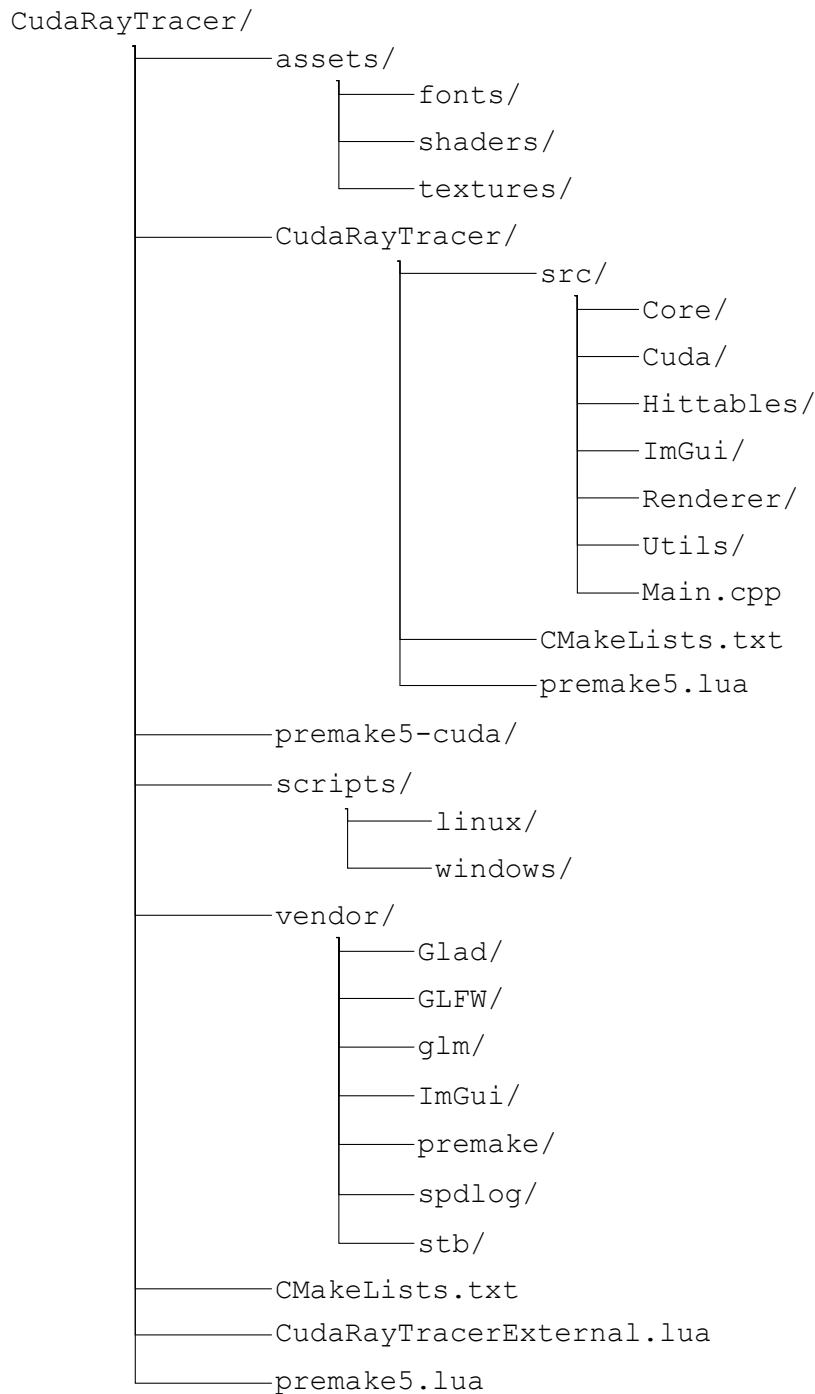 CudaRayTracer/
assets/
fonts/
shaders/
textures/
CudaRayTracer/
src/
Core/
Cuda/
Hittables/
ImGui/
Renderer/
Utils/
Main.cpp
CMakeLists.txt
premake5.lua
premake5-cuda/
scripts/
linux/
windows/
vendor/
Glad/
GLFW/
glm/
ImGui/
premake/
spdlog/
stb/
CMakeLists.txt
CudaRayTracerExternal.lua
premake5.lua